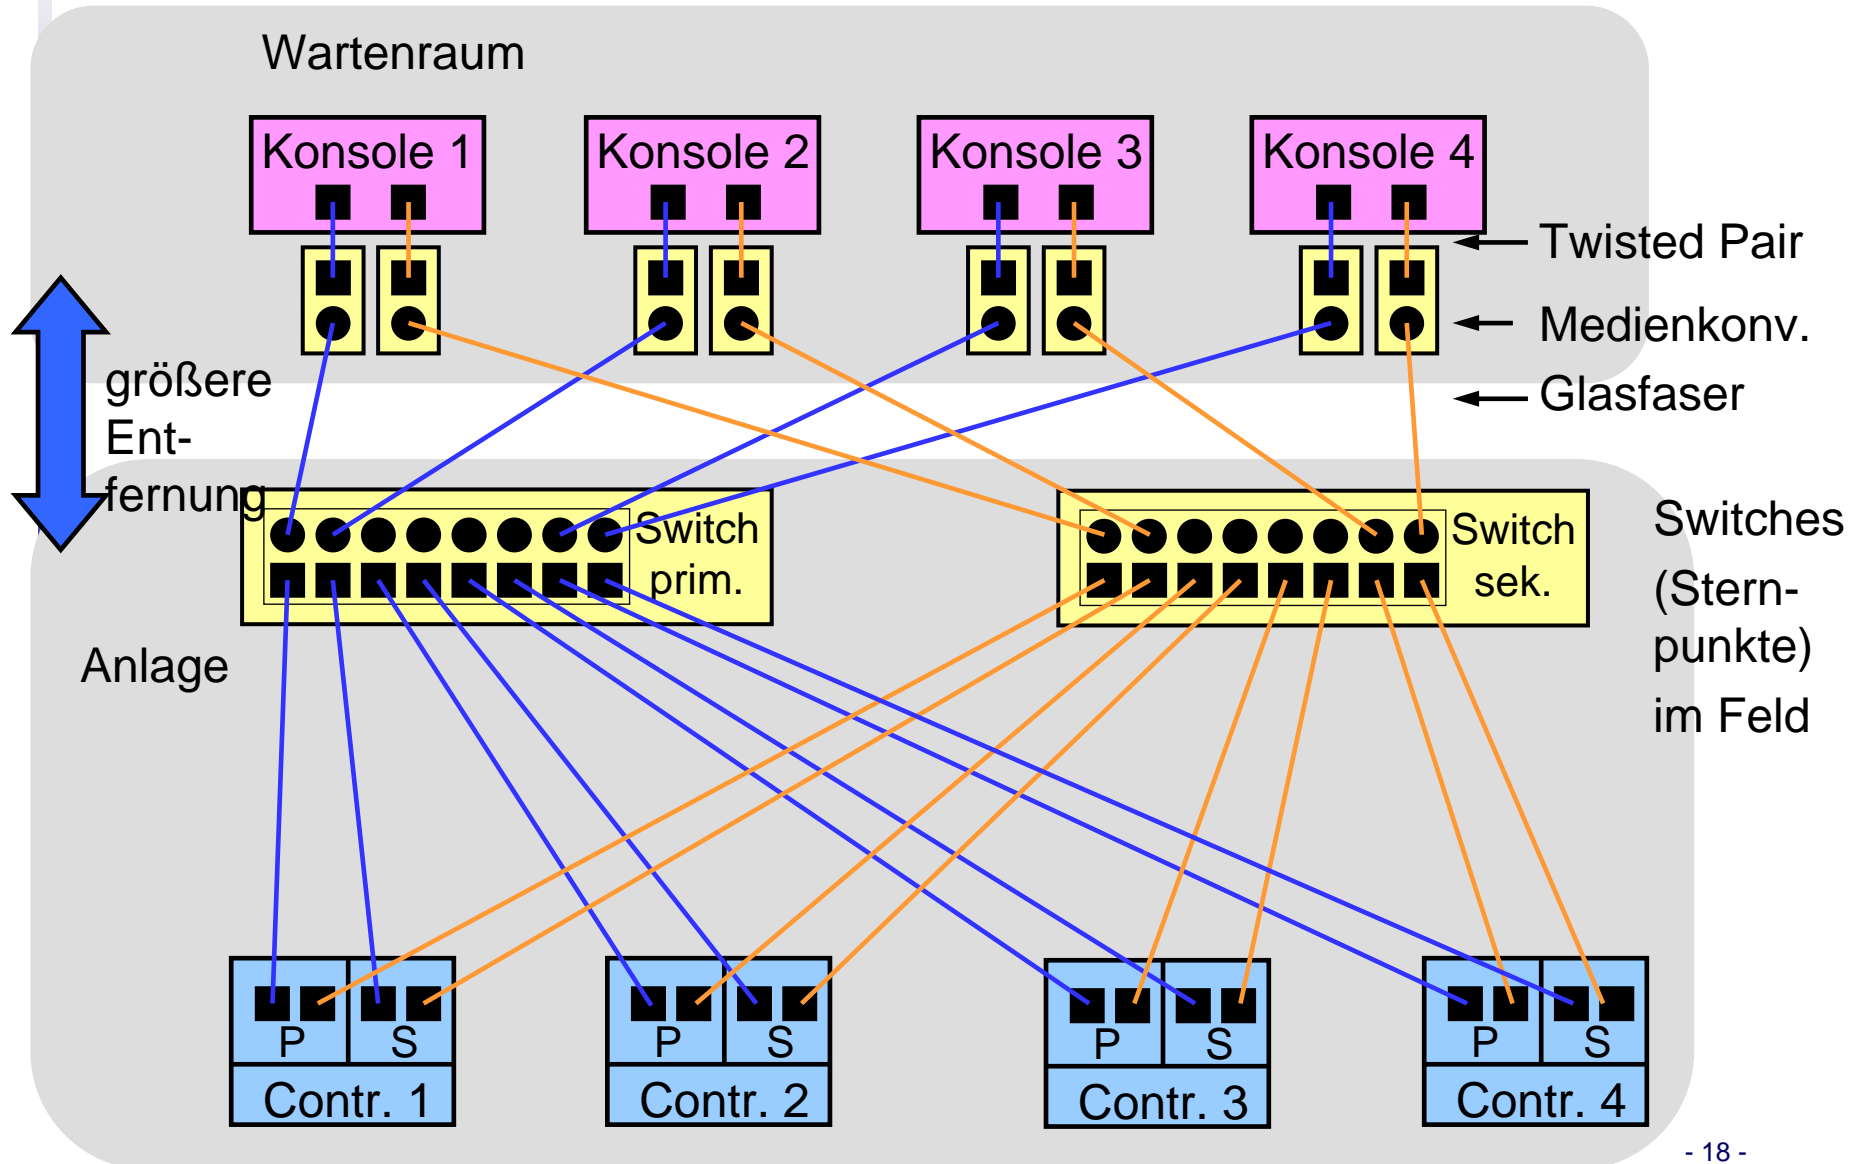 Wartenraum
Konsole 1
Konsole 2
Konsole 3
Konsole 4
Twisted Pair
Medienkonv.
Glasfaser
größere
Ent-
fernung
Switch
prim.
Switch
sek.
Switches
(Stern-
punkte)
im Feld
Anlage
P
S
Contr. 1
P
S
Contr. 2
P
S
Contr. 3
P
S
Contr. 4
- 18 -